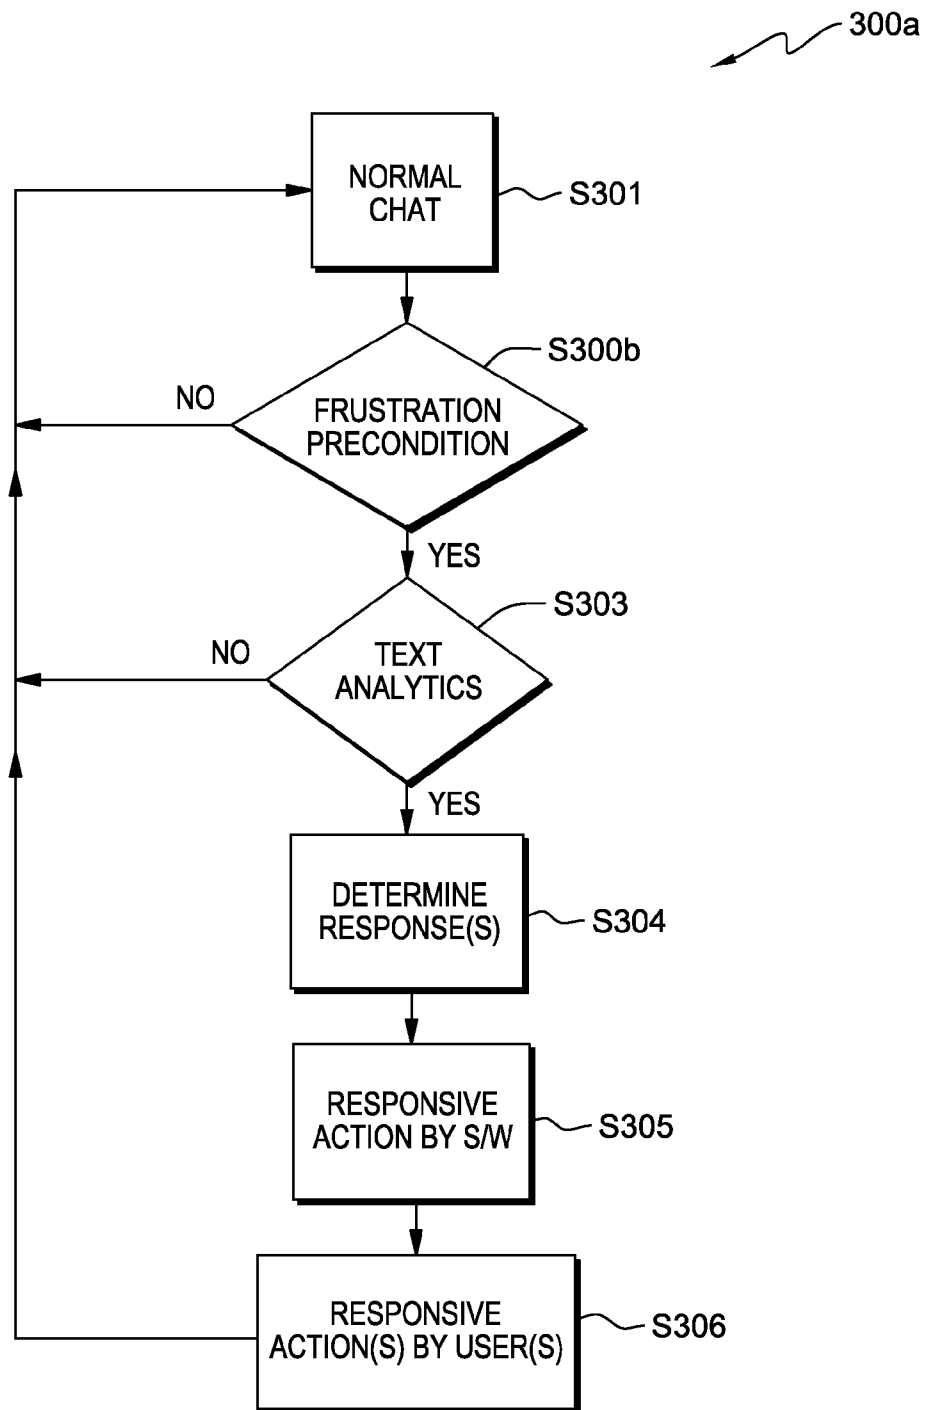 300a
NORMAL
CHAT
S301
S300b
FRUSTRATION
PRECONDITION
NO
YES
S303
TEXT
ANALYTICS
NO
YES
DETERMINE
RESPONSE(S)
S304
RESPONSIVE
ACTION BY S/W
S305
RESPONSIVE
ACTION(S) BY USER(S)
S306